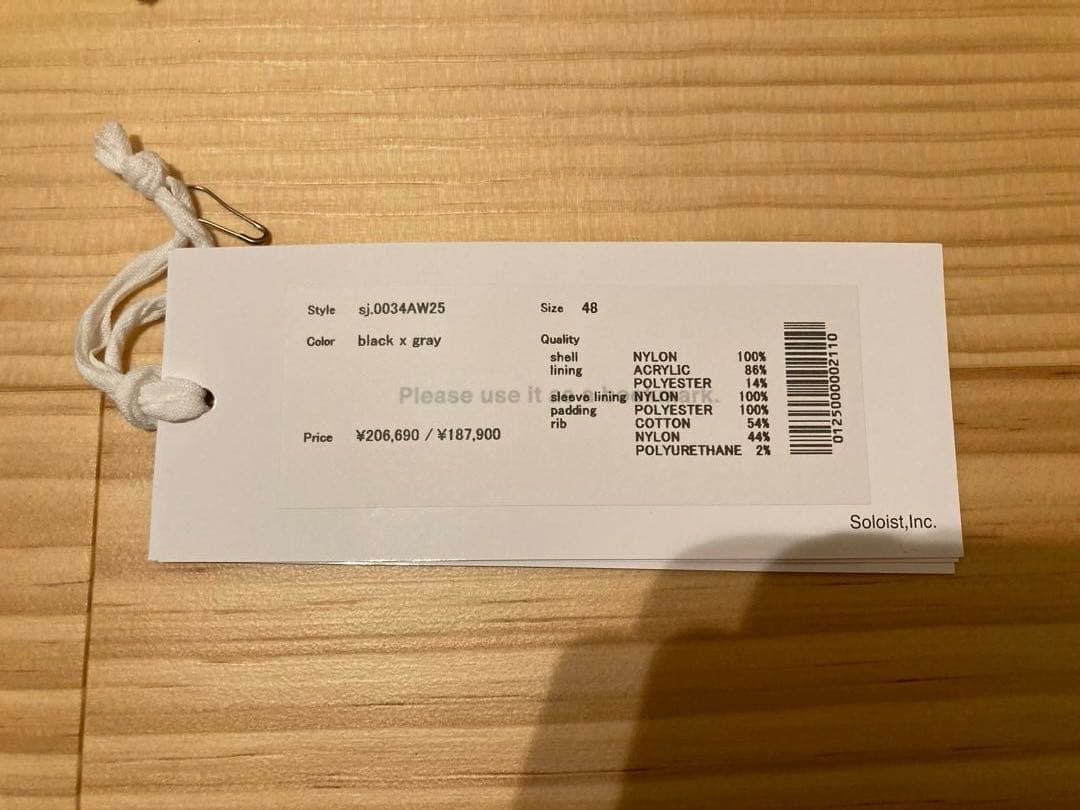 Style sj.0034AW25
Size 48
Color black x gray
Quality
shell NYLON 100%
lining ACRYLIC 86%
POLYESTER 14%
Please use it as a bookmark.
sleeve lining NYLON 100%
padding POLYESTER 100%
rib COTTON 54%
NYLON 44%
POLYURETHANE 2%
Price ¥206,690 / ¥187,900
0125000002110
Soloist,Inc.